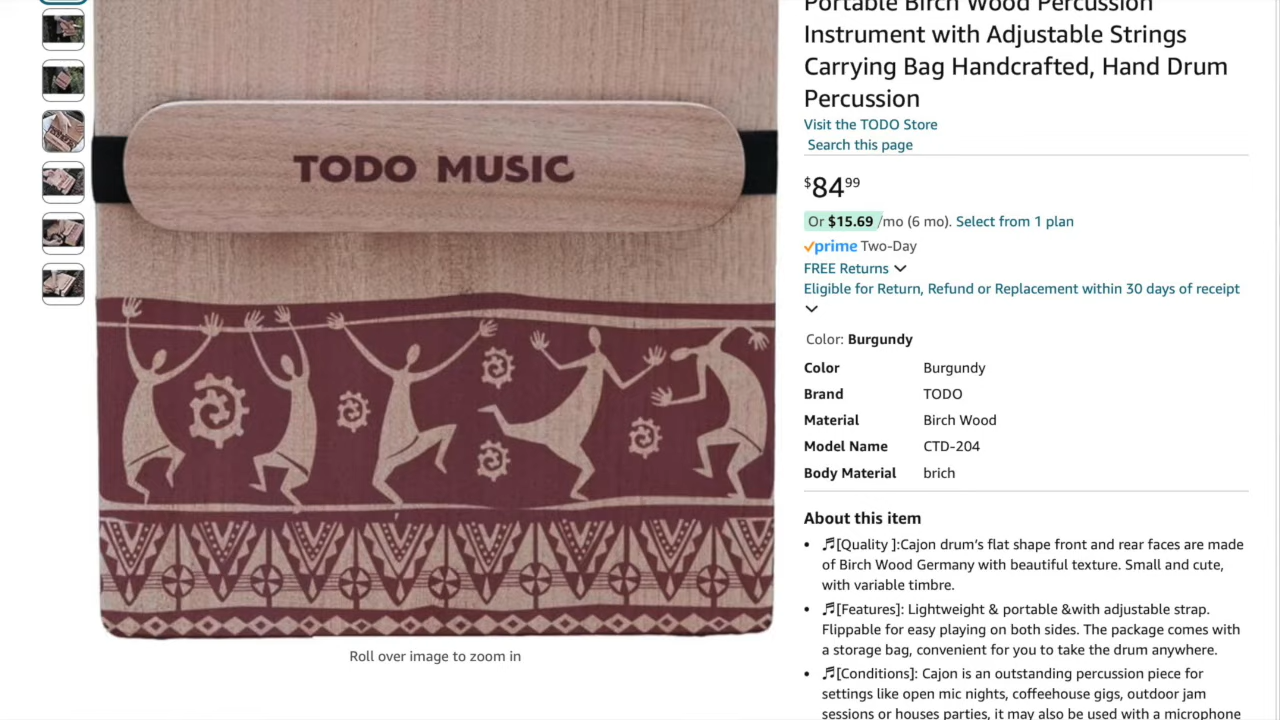 TODO MUSIC
Roll over image to zoom in
Portable Birch Wood Percussion
Instrument with Adjustable Strings
Carrying Bag Handcrafted, Hand Drum
Percussion
Visit the TODO Store
Search this page
$84 99
Or $15.69 /mo (6 mo). Select from 1 plan
prime Two-Day
FREE Returns
Eligible for Return, Refund or Replacement within 30 days of receipt
Color: Burgundy
Color Burgundy
Brand TODO
Material Birch Wood
Model Name CTD-204
Body Material brich
About this item
• 🎵[Quality ]:Cajon drum’s flat shape front and rear faces are made
of Birch Wood Germany with beautiful texture. Small and cute,
with variable timbre.
• 🎵[Features]: Lightweight & portable &with adjustable strap.
Flippable for easy playing on both sides. The package comes with
a storage bag, convenient for you to take the drum anywhere.
• 🎵[Conditions]: Cajon is an outstanding percussion piece for
settings like open mic nights, coffeehouse gigs, outdoor jam
sessions or houses parties, it may also be used with a microphone